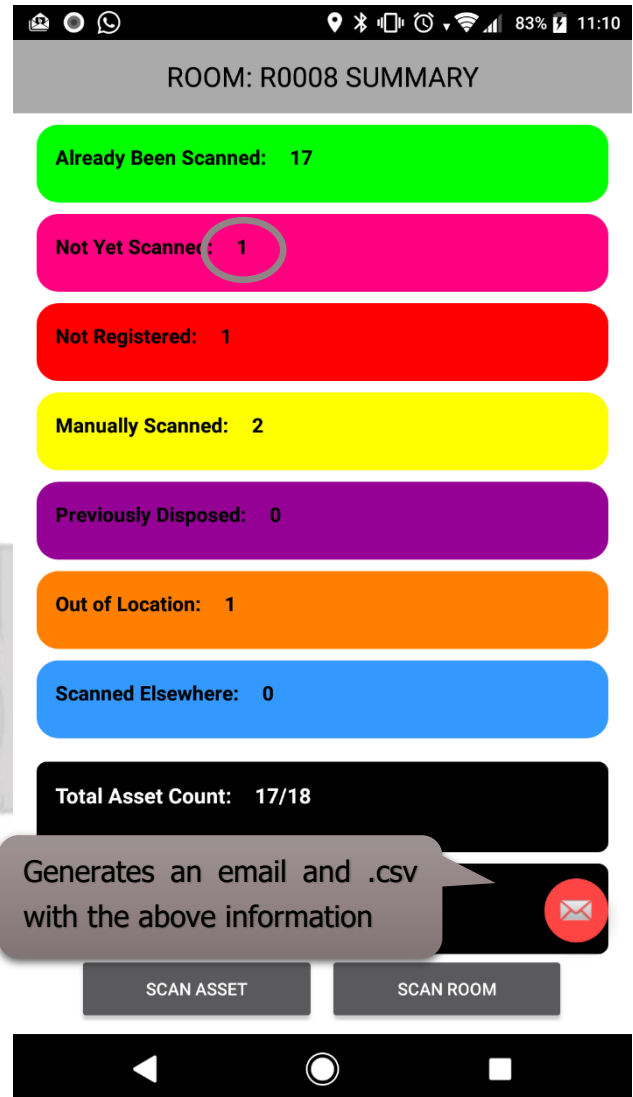 83% 11:10
ROOM: R0008 SUMMARY
Already Been Scanned: 17
Not Yet Scanned: 1
Not Registered: 1
Manually Scanned: 2
Previously Disposed: 0
Out of Location: 1
Scanned Elsewhere: 0
Total Asset Count: 17/18
Generates an email and .csv
with the above information
SCAN ASSET SCAN ROOM